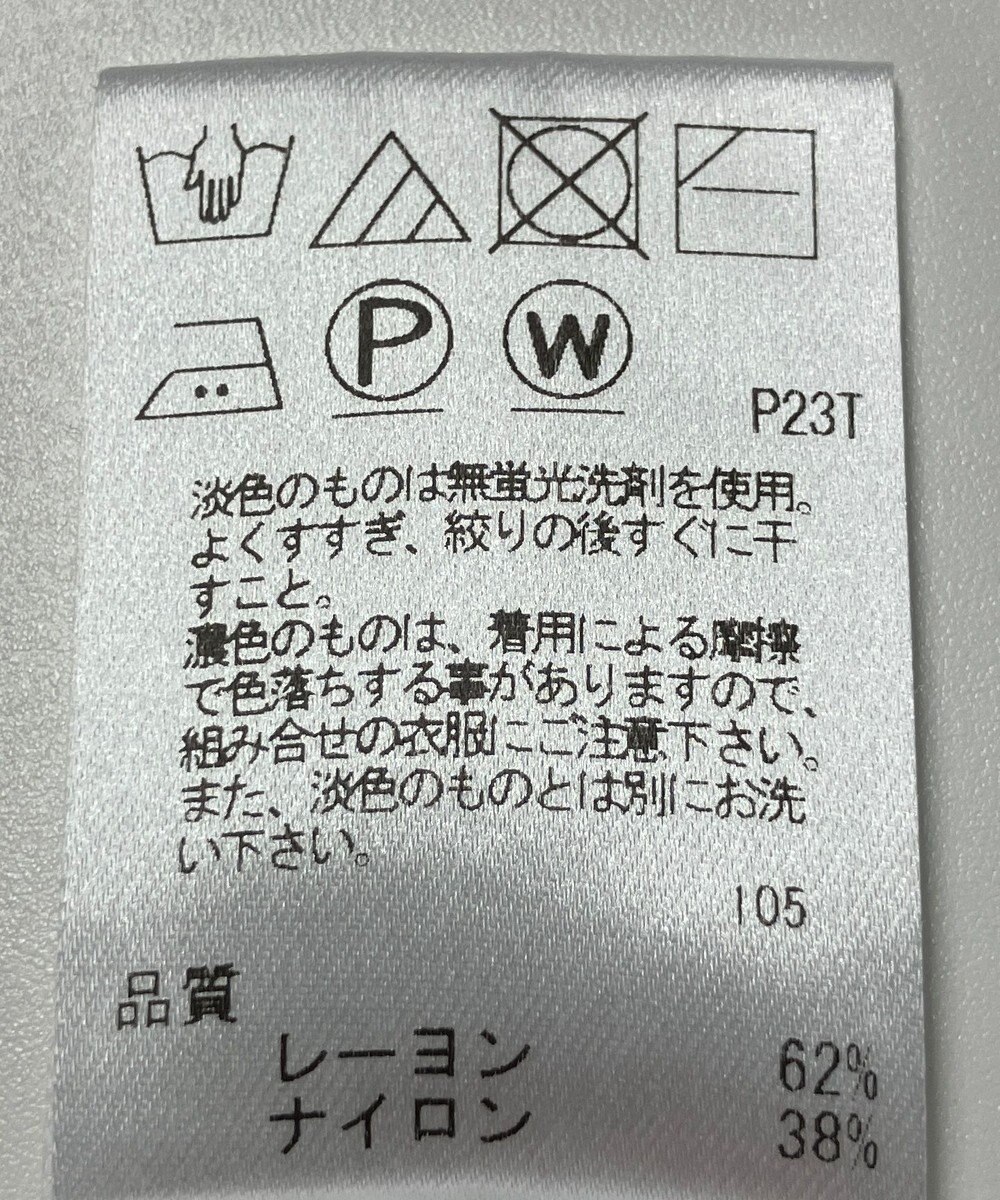 P
W
P23T
淡色のものは無蛍光洗剤を使用。
よくすすぎ、絞りの後すぐに干
すこと。
濃色のものは、着用による摩擦
で色落ちする事がありますので、
組み合せの衣服にご注意下さい。
また、淡色のものとは別にお洗
い下さい。
105
品質
レーヨン 62%
ナイロン 38%